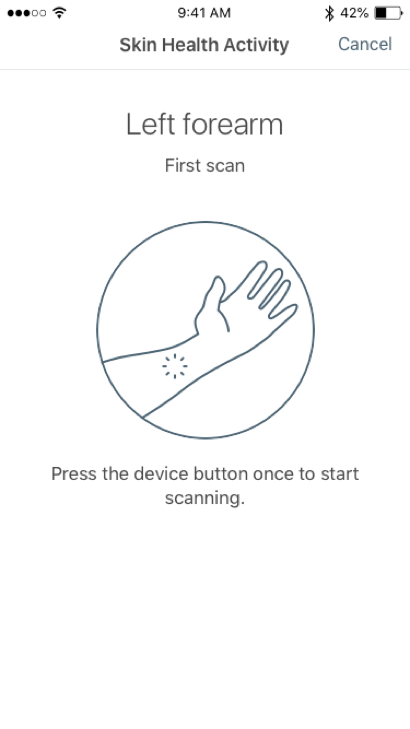 9:41 AM 42%
Skin Health Activity Cancel
Left forearm
First scan
Press the device button once to start
scanning.